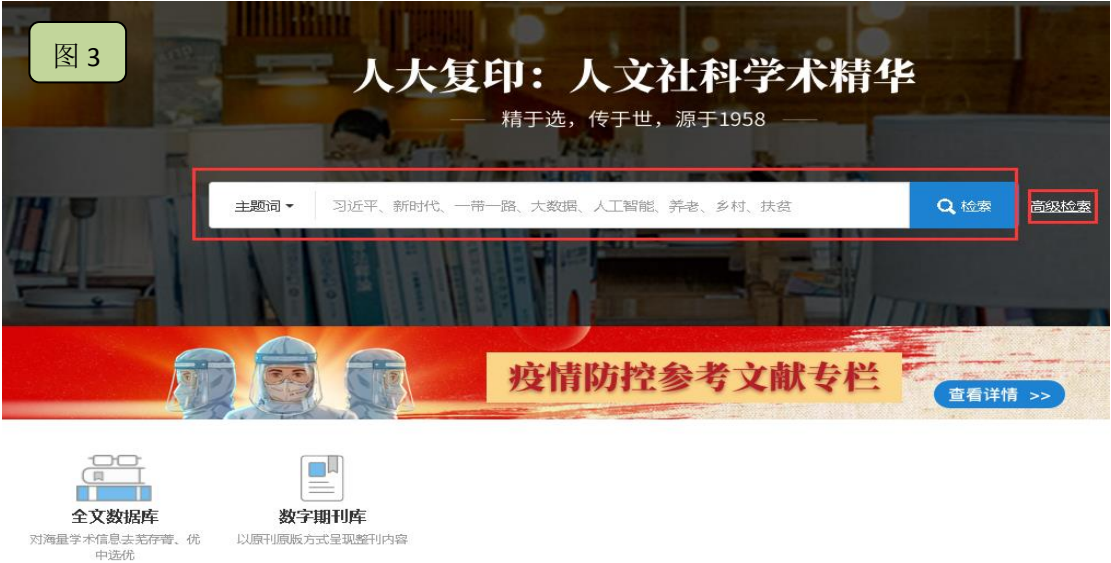 图 3
人大复印：人文社科学术精华
精于选，传于世，源于1958
主题词 习近平、新时代、一带一路、大数据、人工智能、养老、乡村、扶贫 检索 高级检索
疫情防控参考文献专栏
查看详情 >>
全文数据库 数字期刊库
对海量学术信息去芜存菁、优中选优
以原刊原版方式呈现整刊内容